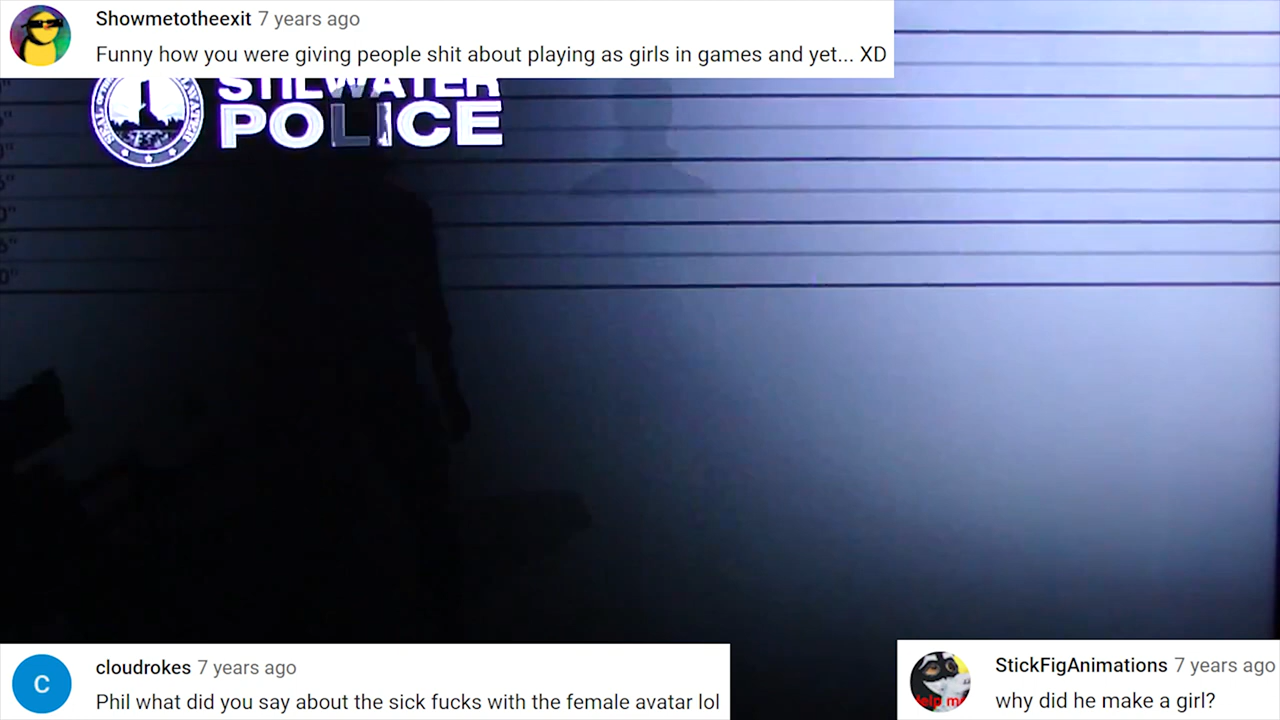 Showmetotheexit 7 years ago
Funny how you were giving people shit about playing as girls in games and yet... XD
STILWATER
POLICE
cloudrokes 7 years ago
C
Phil what did you say about the sick fucks with the female avatar lol
StickFigAnimations 7 years ago
help me
why did he make a girl?